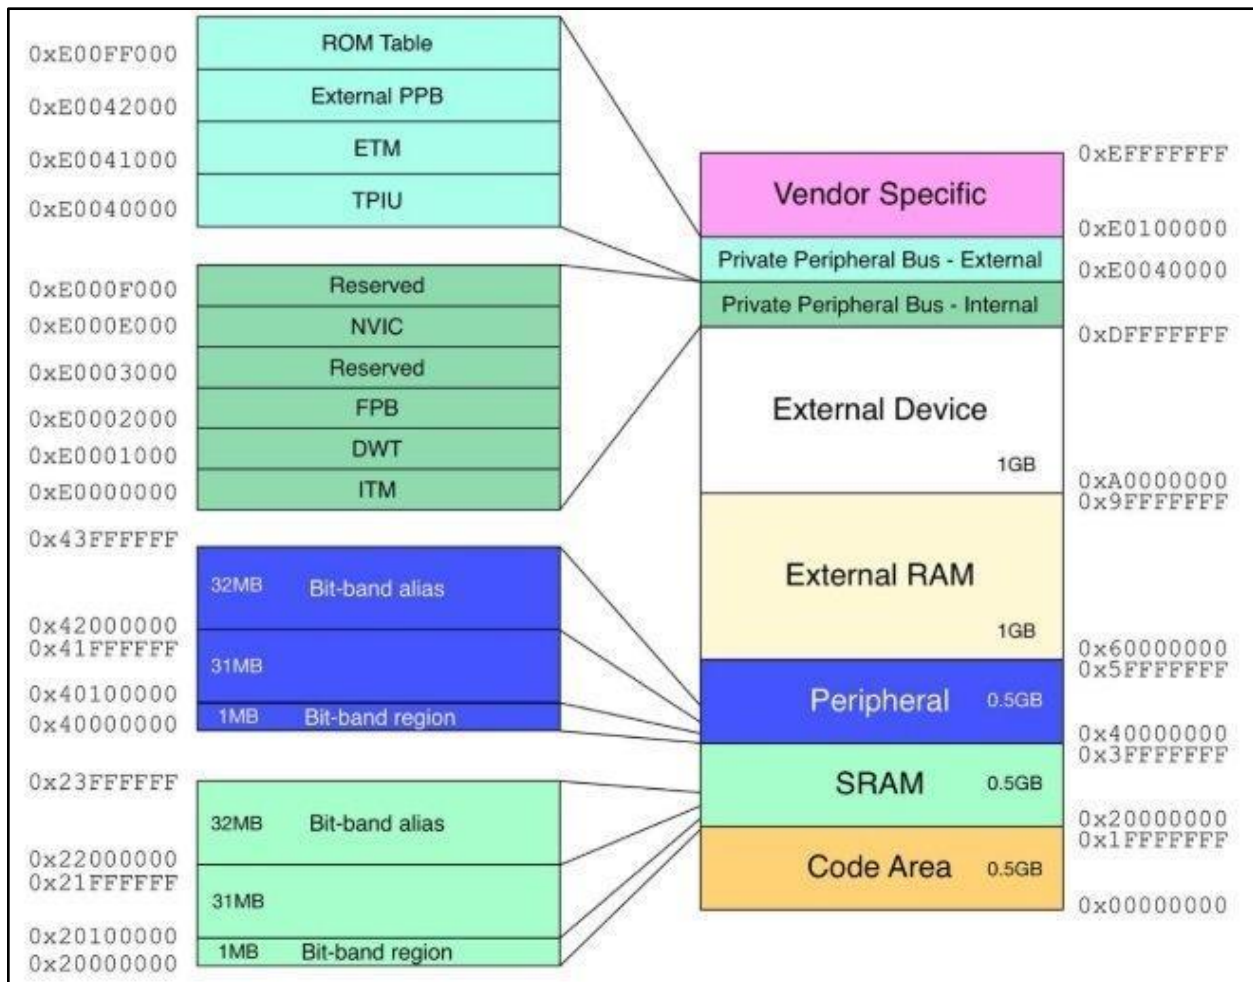 0xE00FF000
ROM Table
0xE0042000
External PPB
0xE0041000
ETM
0xE0040000
TPIU
0xE000F000
Reserved
0xE000E000
NVIC
0xE0003000
Reserved
0xE0002000
FPB
0xE0001000
DWT
0xE0000000
ITM
0x43FFFFFF
32MB Bit-band alias
0x42000000
0x41FFFFFF
31MB
0x40100000
0x40000000
1MB Bit-band region
0x23FFFFFF
32MB Bit-band alias
0x22000000
0x21FFFFFF
31MB
0x20100000
1MB Bit-band region
0x20000000
0xEFFFFFFF
Vendor Specific
0xE0100000
Private Peripheral Bus - External
0xE0040000
Private Peripheral Bus - Internal
0xDFFFFFFF
External Device
1GB
0xA0000000
0x9FFFFFFF
External RAM
1GB
0x60000000
0x5FFFFFFF
Peripheral 0.5GB
0x40000000
0x3FFFFFFF
SRAM 0.5GB
0x20000000
0x1FFFFFFF
Code Area 0.5GB
0x00000000